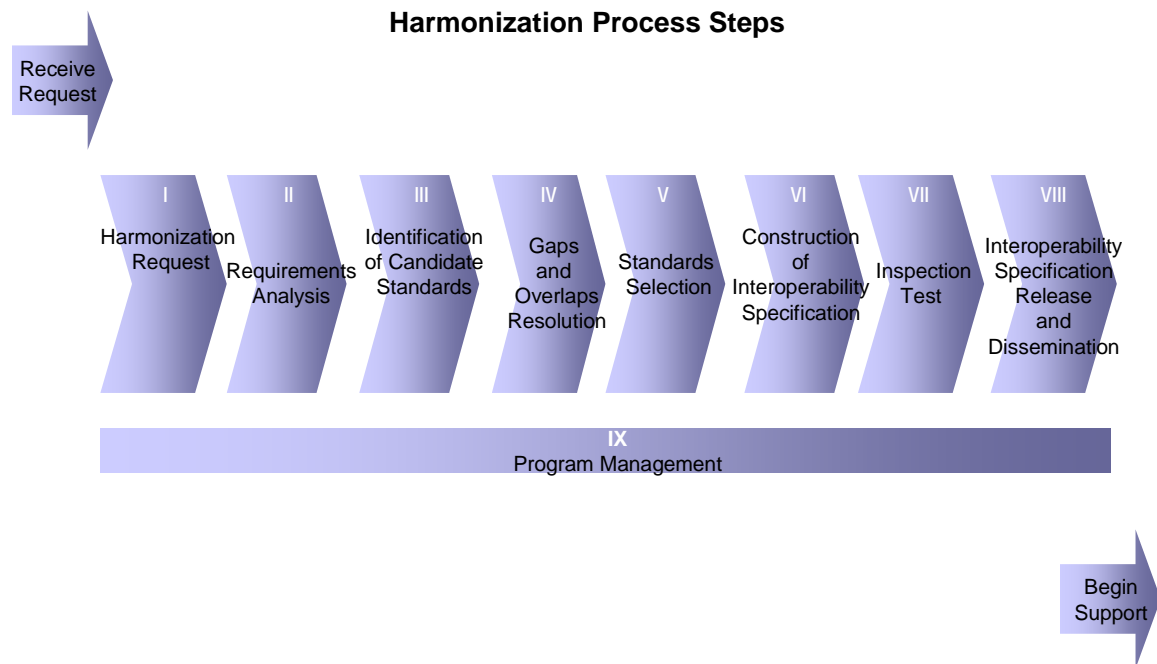 Harmonization Process Steps
Receive
Request
I
Harmonization
Request
II
Requirements
Analysis
III
Identification
of Candidate
Standards
IV
Gaps
and
Overlaps
Resolution
V
Standards
Selection
VI
Construction
of
Interoperability
Specification
VII
Inspection
Test
VIII
Interoperability
Specification
Release
and
Dissemination
IX
Program Management
Begin
Support